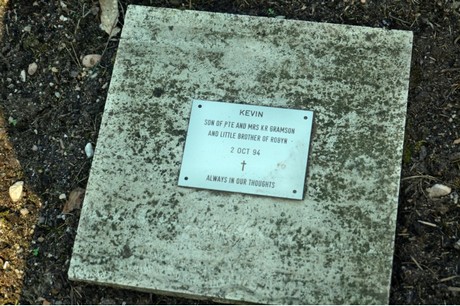 KEVIN
SON OF PTE AND MRS K R GRAMSON
AND LITTLE BROTHER OF ROBYN
2 OCT 94
ALWAYS IN OUR THOUGHTS